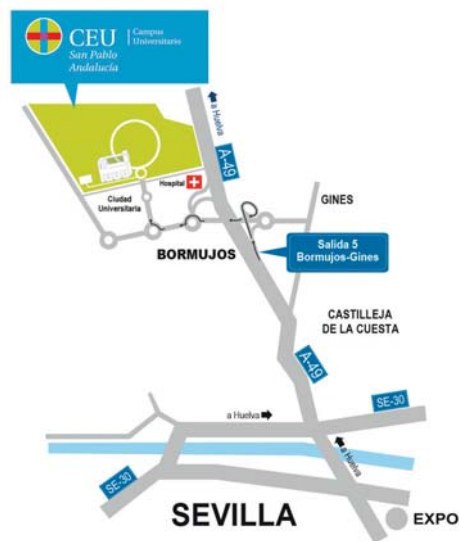 CEU
San Pablo
Andalucía
Campus
Universitario
a Huelva
A-49
Hospital
Ciudad
Universitaria
GINES
BORMUJOS
Salida 5
Bormujos-Gines
CASTILLEJA
DE LA CUESTA
A-49
SE-30
a Huelva
a Huelva
SE-30
SEVILLA
EXPO